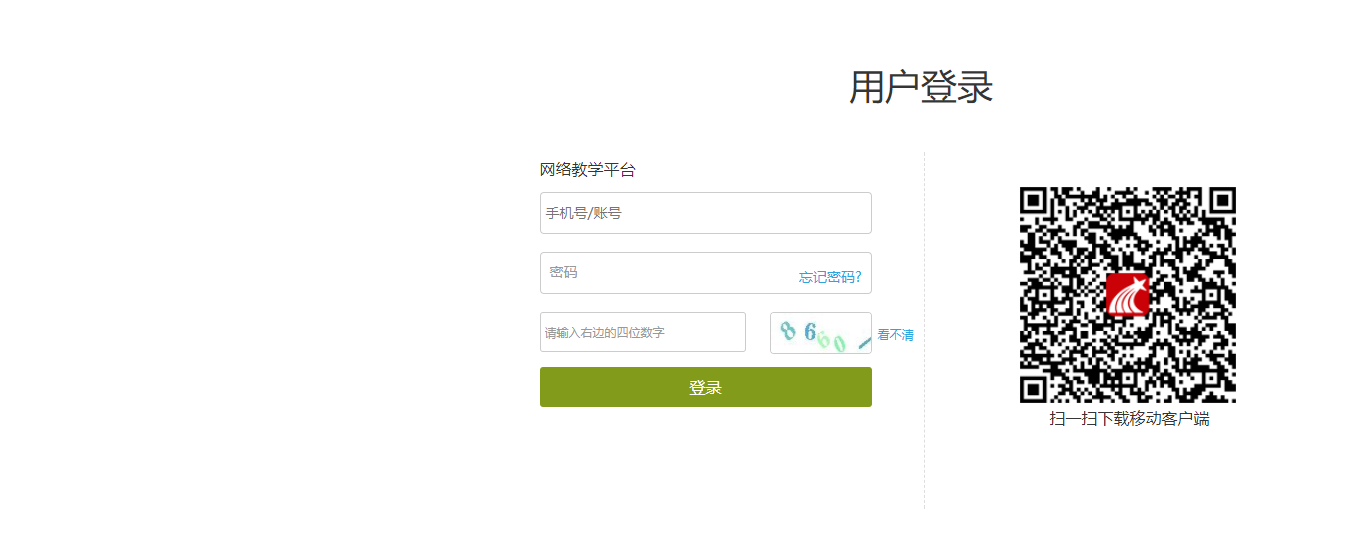 用户登录
网络教学平台
手机号/账号
密码
忘记密码?
请输入右边的四位数字
8660
看不清
登录
扫一扫下载移动客户端